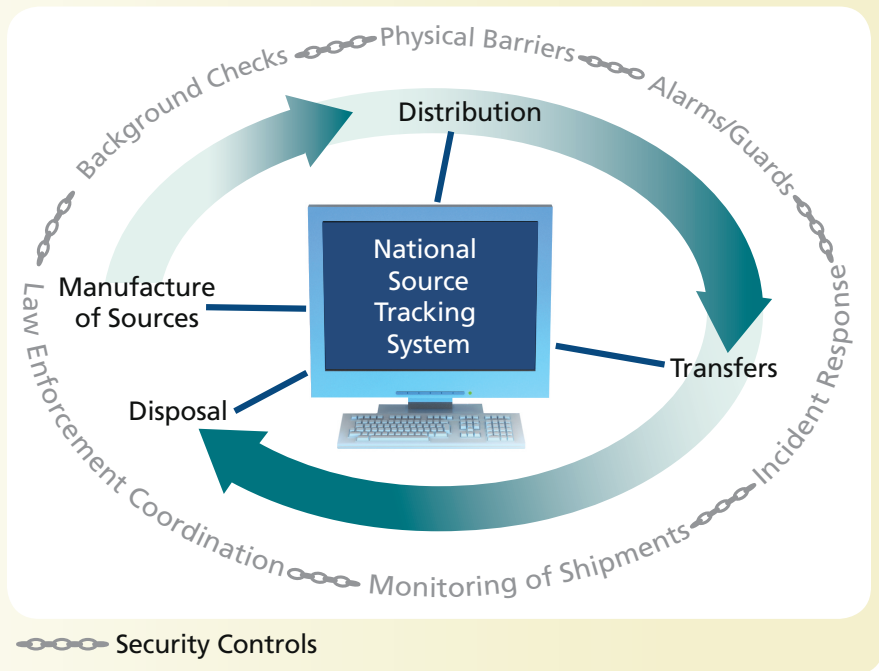 Physical Barriers
Background Checks
Alarms/Guards
Distribution
National
Source
Tracking
System
Manufacture
of Sources
Law Enforcement Coordination
Incident Response
Transfers
Disposal
Monitoring of Shipments
Security Controls